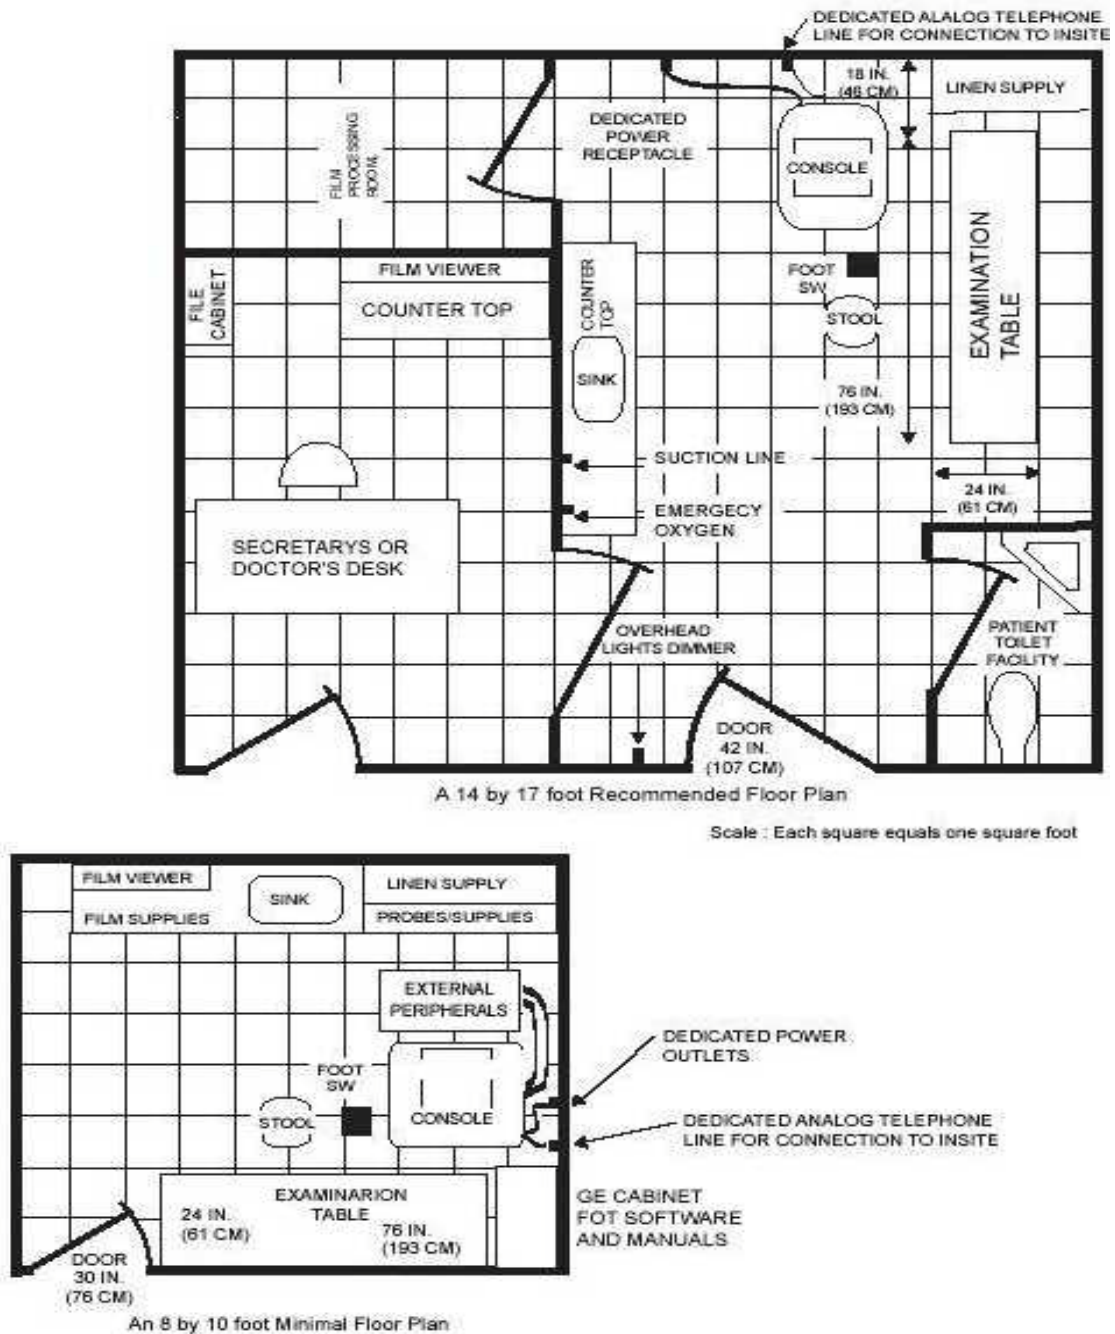 DEDICATED ALALOG TELEPHONE
LINE FOR CONNECTION TO INSITE
18 IN.
(46 CM)
LINEN SUPPLY
FILM
PROCESSING
ROOM,
DEDICATED
POWER
RECEPTACLE
CONSOLE
FILE
CABINET
FILM VIEWER
COUNTER TOP
COUNTER
TOP
FOOT
SW
STOOL
EXAMINATION
TABLE
SINK
76 IN.
(193 CM)
SUCTION LINE
24 IN.
(61 CM)
EMERGECY
OXYGEN
SECRETARYS OR
DOCTOR'S DESK
OVERHEAD
LIGHTS DIMMER
PATIENT
TOILET
FACILITY
DOOR
42 IN.
(107 CM)
A 14 by 17 foot Recommended Floor Plan
Scale : Each square equals one square foot
FILM VIEWER
SINK
LINEN SUPPLY
FILM SUPPLIES
PROBES/SUPPLIES
EXTERNAL
PERIPHERALS
DEDICATED POWER
OUTLETS
FOOT
SW
STOOL
CONSOLE
DEDICATED ANALOG TELEPHONE
LINE FOR CONNECTION TO INSITE
EXAMINARION
TABLE
24 IN.
(61 CM)
76 IN.
(193 CM)
GE CABINET
FOT SOFTWARE
AND MANUALS
DOOR
30 IN.
(76 CM)
An 8 by 10 foot Minimal Floor Plan